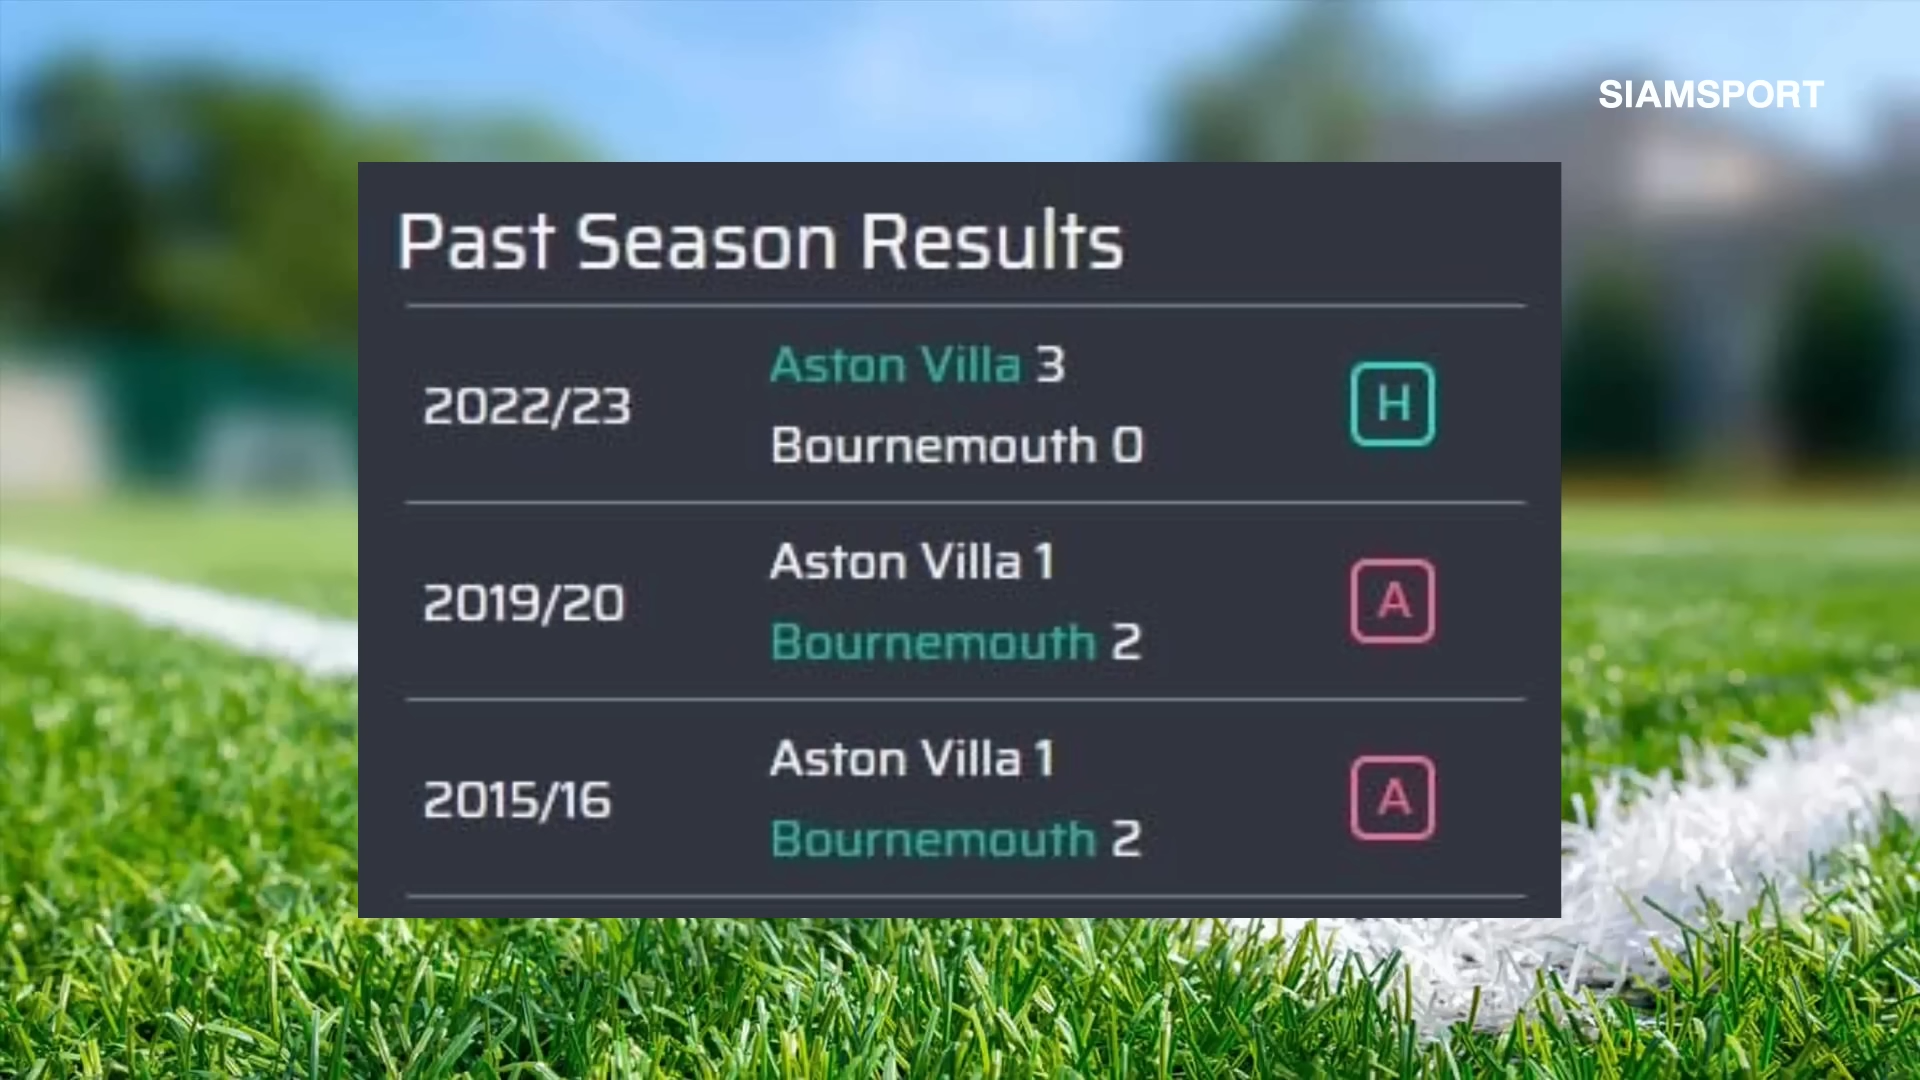 SIAMSPORT
Past Season Results
2022/23
Aston Villa 3
Bournemouth 0
H
2019/20
Aston Villa 1
Bournemouth 2
A
2015/16
Aston Villa 1
Bournemouth 2
A